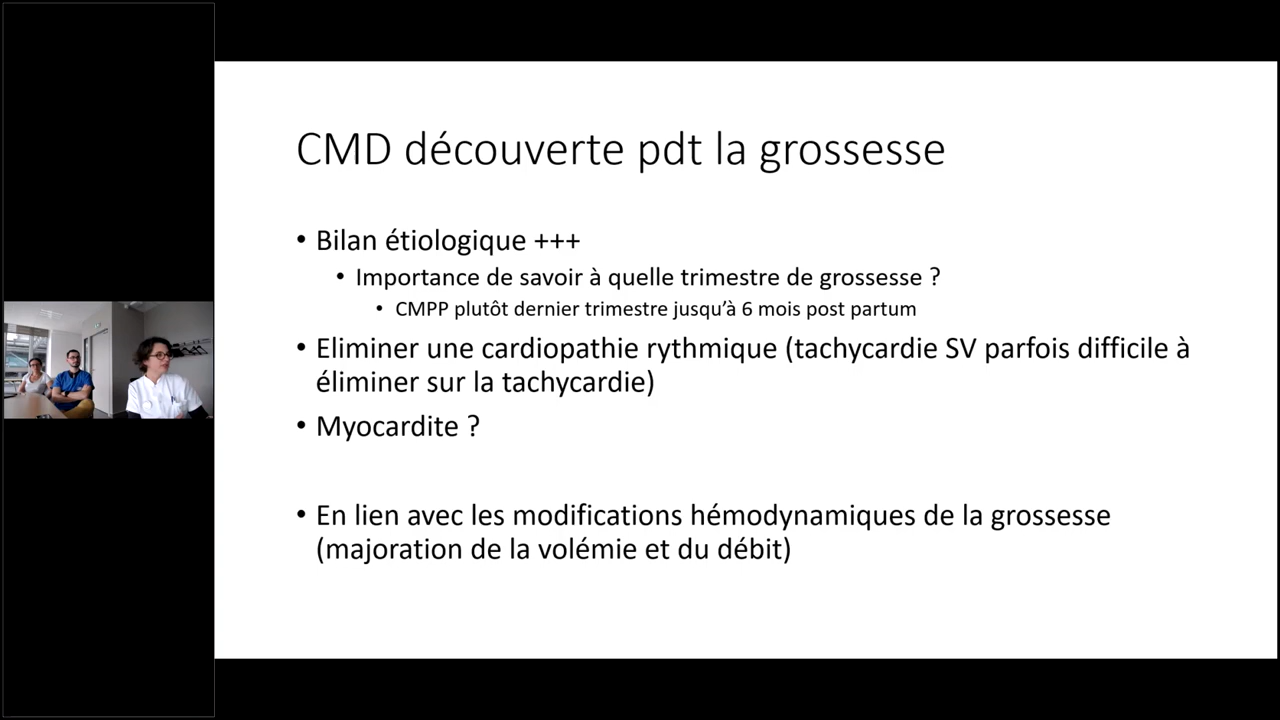 CMD découverte pdt la grossesse
• Bilan étiologique +++
• Importance de savoir à quelle trimestre de grossesse ?
• CMPP plutôt dernier trimestre jusqu’à 6 mois post partum
• Eliminer une cardiopathie rythmique (tachycardie SV parfois difficile à
éliminer sur la tachycardie)
• Myocardite ?
• En lien avec les modifications hémodynamiques de la grossesse
(majoration de la volémie et du débit)